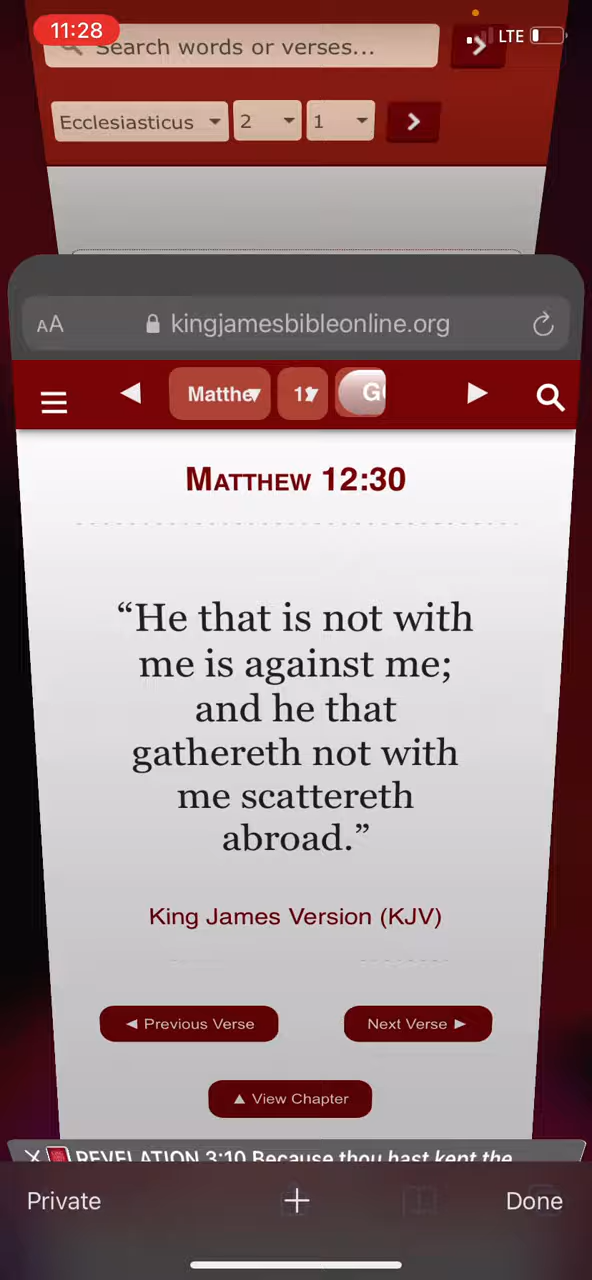 11:28
LTE
Search words or verses...
Ecclesiasticus 2 1
AA kingjamesbibleonline.org
Matthe
MATTHEW 12:30
“He that is not with
me is against me;
and he that
gathereth not with
me scattereth
abroad.”
King James Version (KJV)
◄ Previous Verse Next Verse ►
▲ View Chapter
REVELATION 3:10 Because thou hast kept the
Private + Done